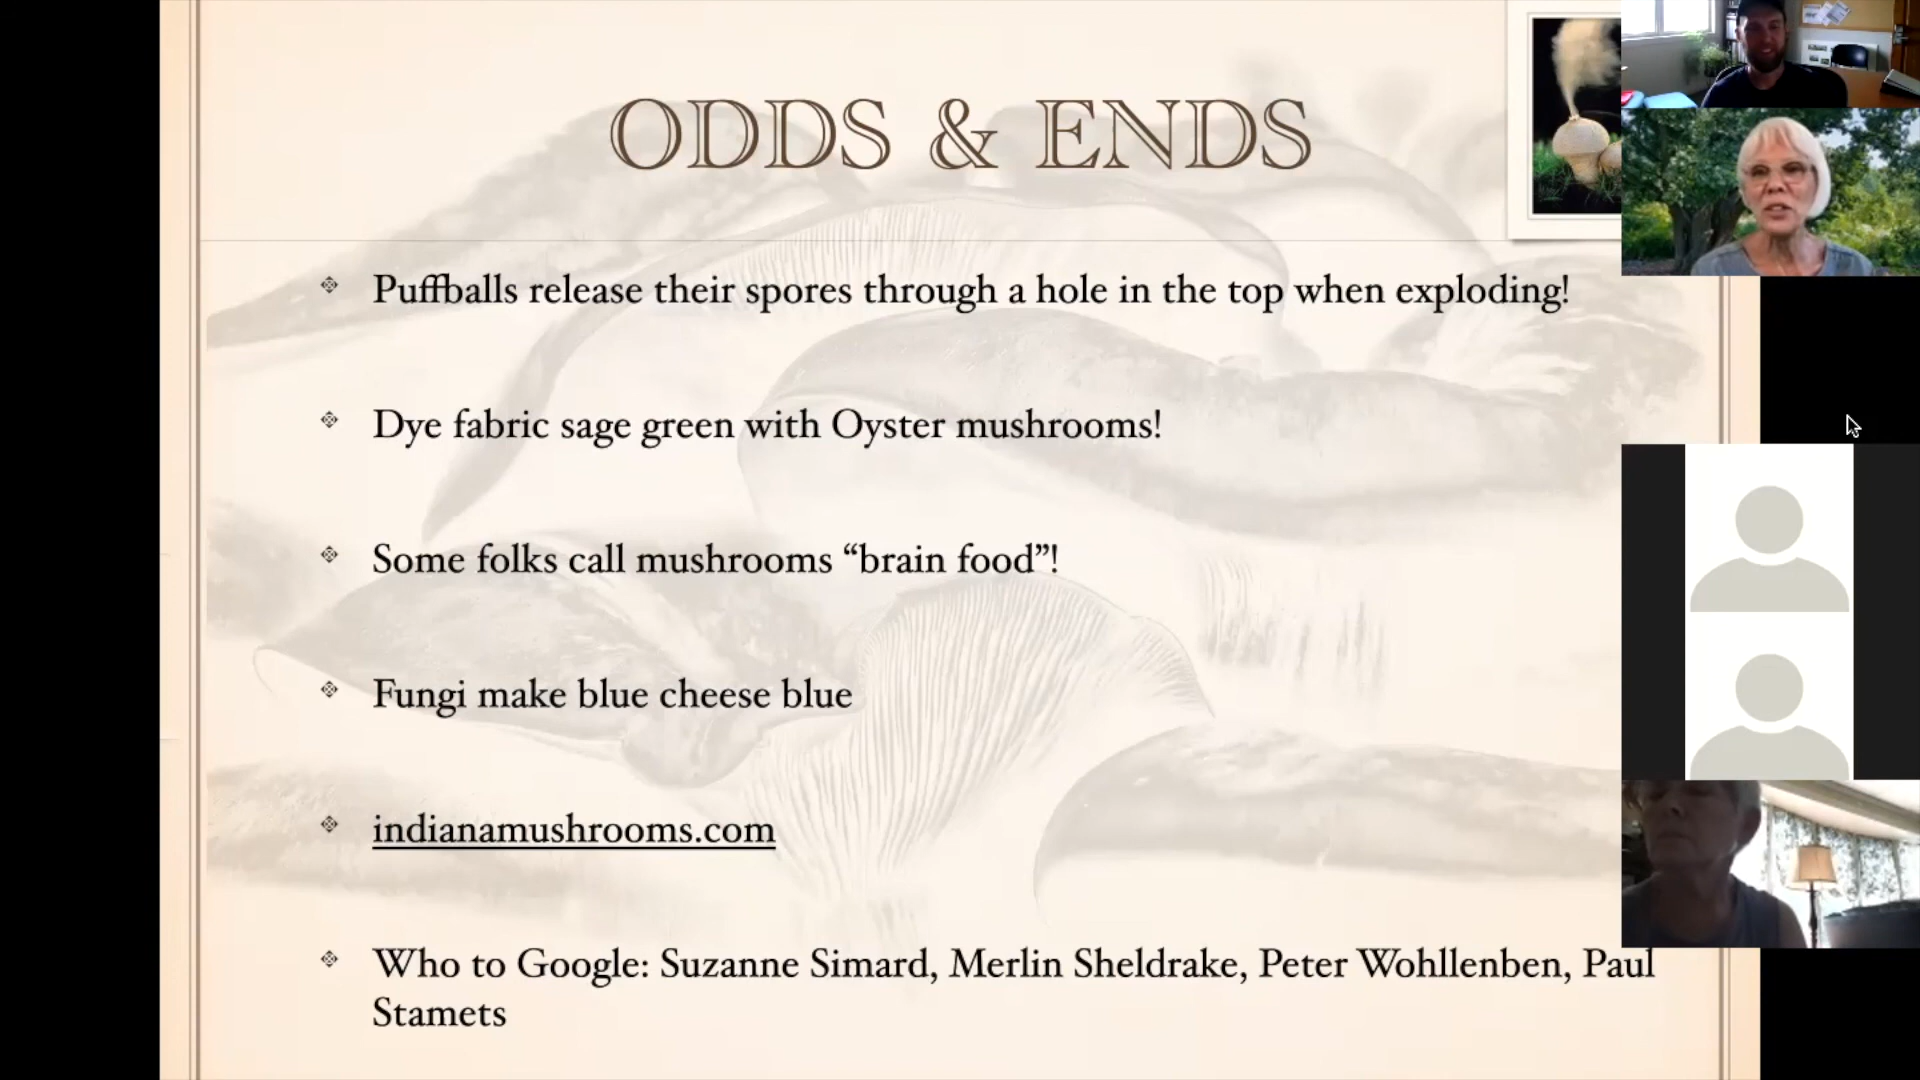 ODDS & ENDS
Puffballs release their spores through a hole in the top when exploding!
Dye fabric sage green with Oyster mushrooms!
Some folks call mushrooms “brain food”!
Fungi make blue cheese blue
indianamushrooms.com
Who to Google: Suzanne Simard, Merlin Sheldrake, Peter Wohllenben, Paul
Stamets